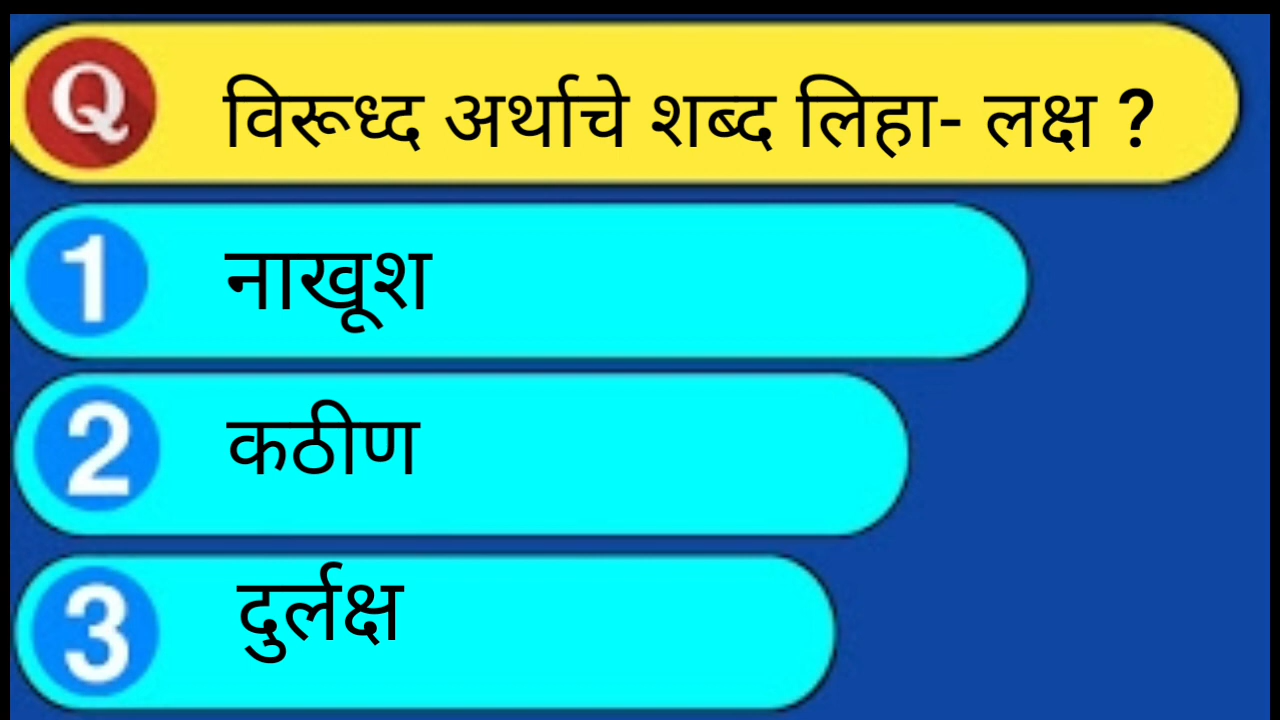 Q विरूध्द अर्थाचे शब्द लिहा- लक्ष ?
1 नाखूश
2 कठीण
3 दुर्लक्ष